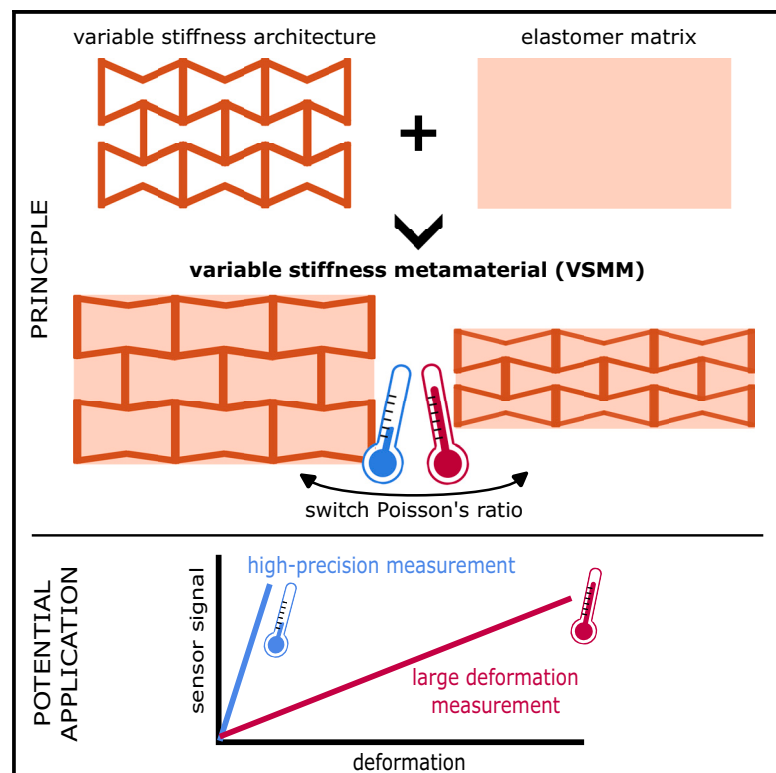 variable stiffness architecture
elastomer matrix
+
PRINCIPLE
variable stiffness metamaterial (VSMM)
switch Poisson's ratio
POTENTIAL
APPLICATION
sensor signal
high-precision measurement
large deformation
measurement
deformation